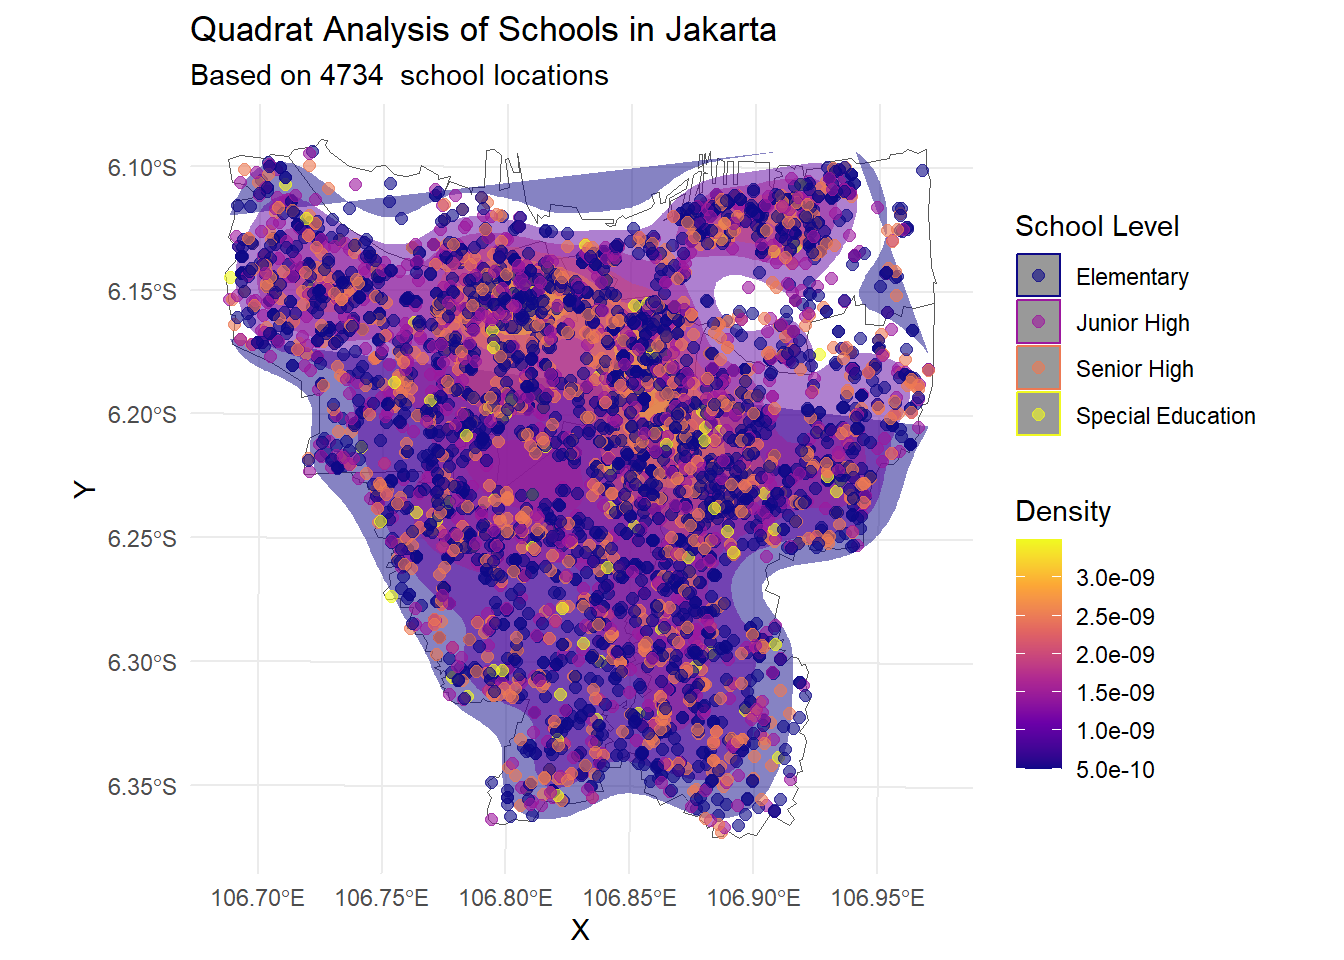 Quadrat Analysis of Schools in Jakarta
Based on 4734  school locations
6.10°S
6.15°S
6.20°S
6.25°S
6.30°S
6.35°S
Y
106.70°E
106.75°E
106.80°E
106.85°E
106.90°E
106.95°E
X
School Level
Elementary
Junior High
Senior High
Special Education
Density
3.0e-09
2.5e-09
2.0e-09
1.5e-09
1.0e-09
5.0e-10